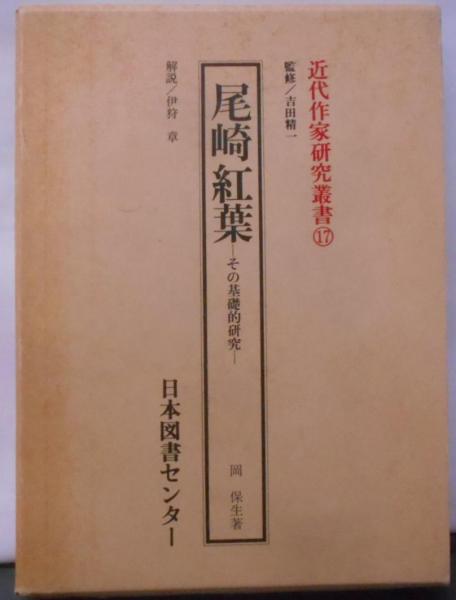 近代作家研究叢書⑰
監修／吉田精一
尾崎紅葉
―その基礎的研究―
岡 保生著
解説／伊狩 章
日本図書センター